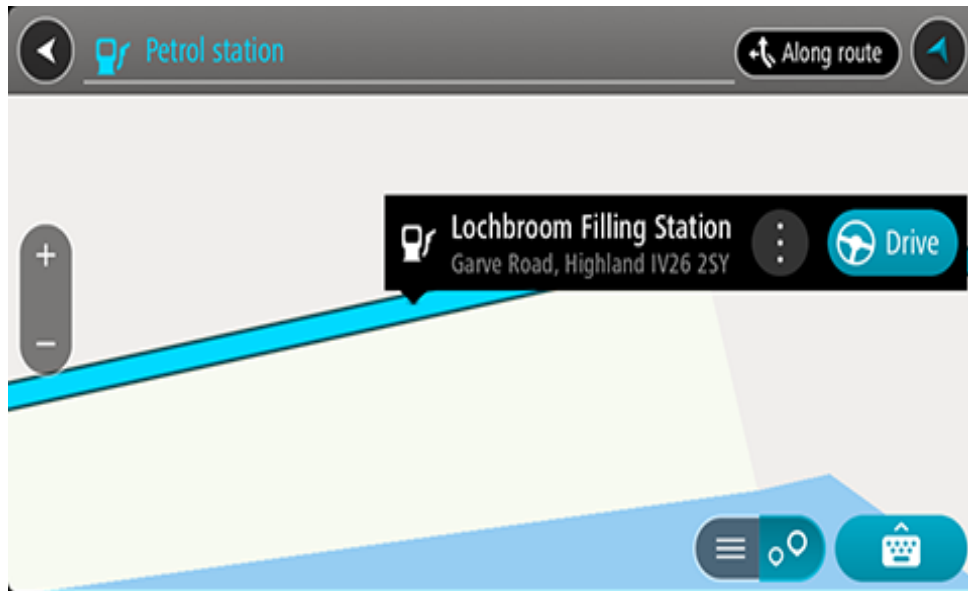 Petrol station
Along route
Lochbroom Filling Station
Garve Road, Highland IV26 2SY
Drive